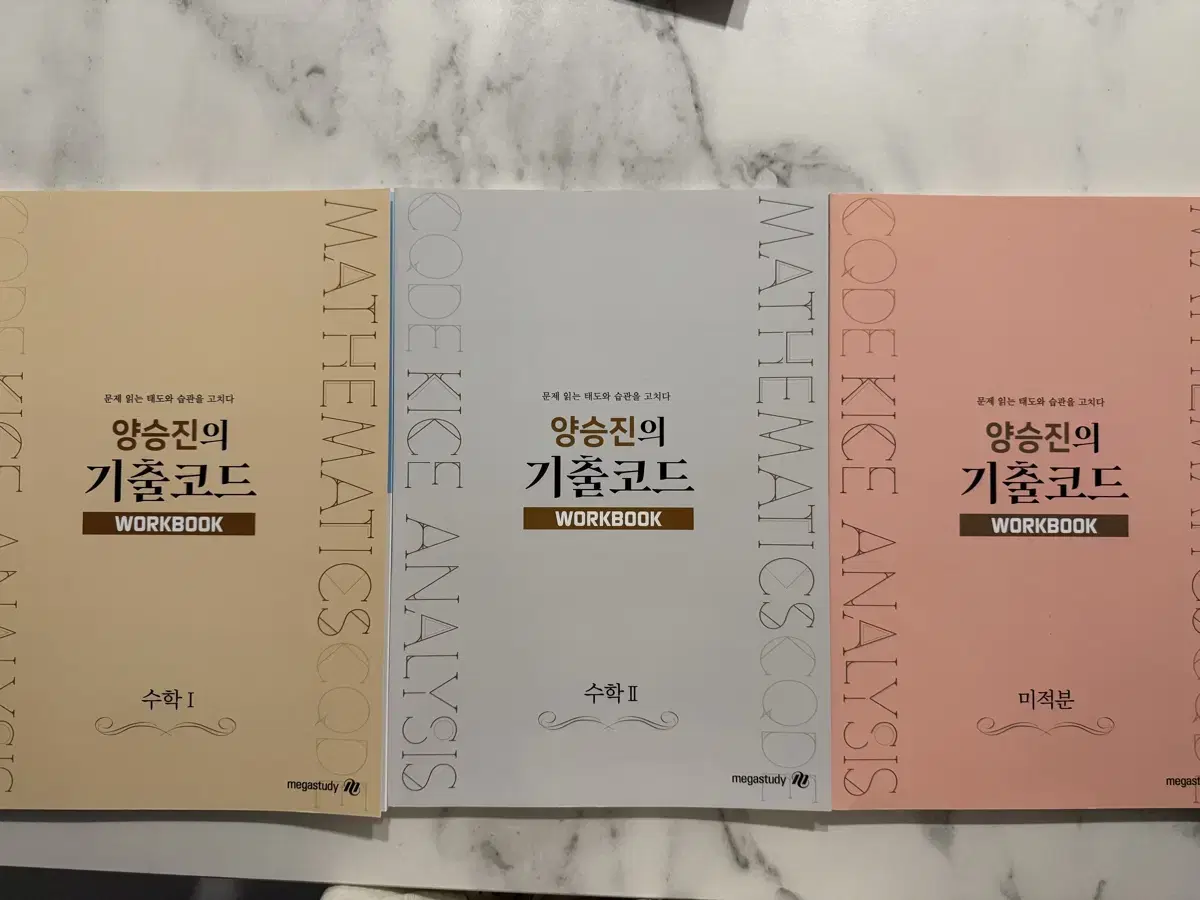 문제 읽는 태도와 습관을 고치다
양승진의
기출코드
WORKBOOK
수학 I
megastudy
MATHEMATICS
CODE KICE ANALYSIS
문제 읽는 태도와 습관을 고치다
양승진의
기출코드
WORKBOOK
수학 II
megastudy
MATHEMATICS
CODE KICE ANALYSIS
문제 읽는 태도와 습관을 고치다
양승진의
기출코드
WORKBOOK
미적분
CODE KICE ANALYSIS